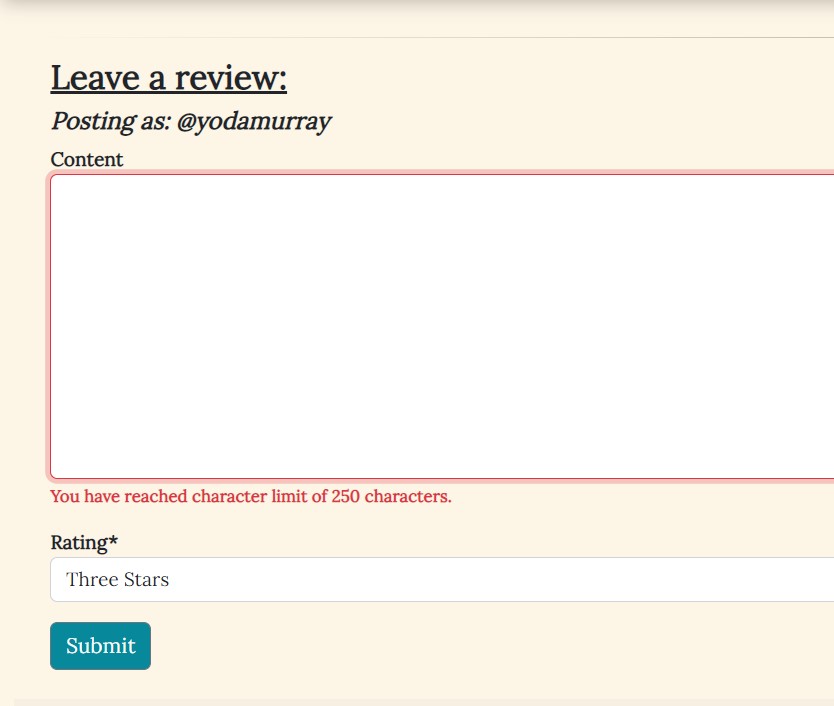 Leave a review:
Posting as: @yodamurray
Content
You have reached character limit of 250 characters.
Rating*
Three Stars
Submit